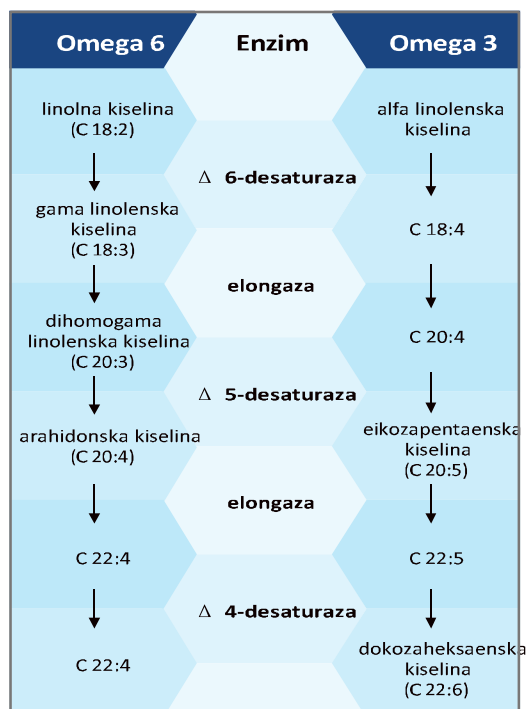 Omega 6
Enzim
Omega 3
linolna kiselina
(C 18:2)
alfa linolenska
kiselina
Δ 6-desaturaza
gama linolenska
kiselina
(C 18:3)
C 18:4
elongaza
dihomogama
linolenska kiselina
(C 20:3)
C 20:4
Δ 5-desaturaza
arahidonska kiselina
(C 20:4)
eikozapentaenska
kiselina
(C 20:5)
elongaza
C 22:4
C 22:5
Δ 4-desaturaza
C 22:4
dokozaheksaenska
kiselina
(C 22:6)